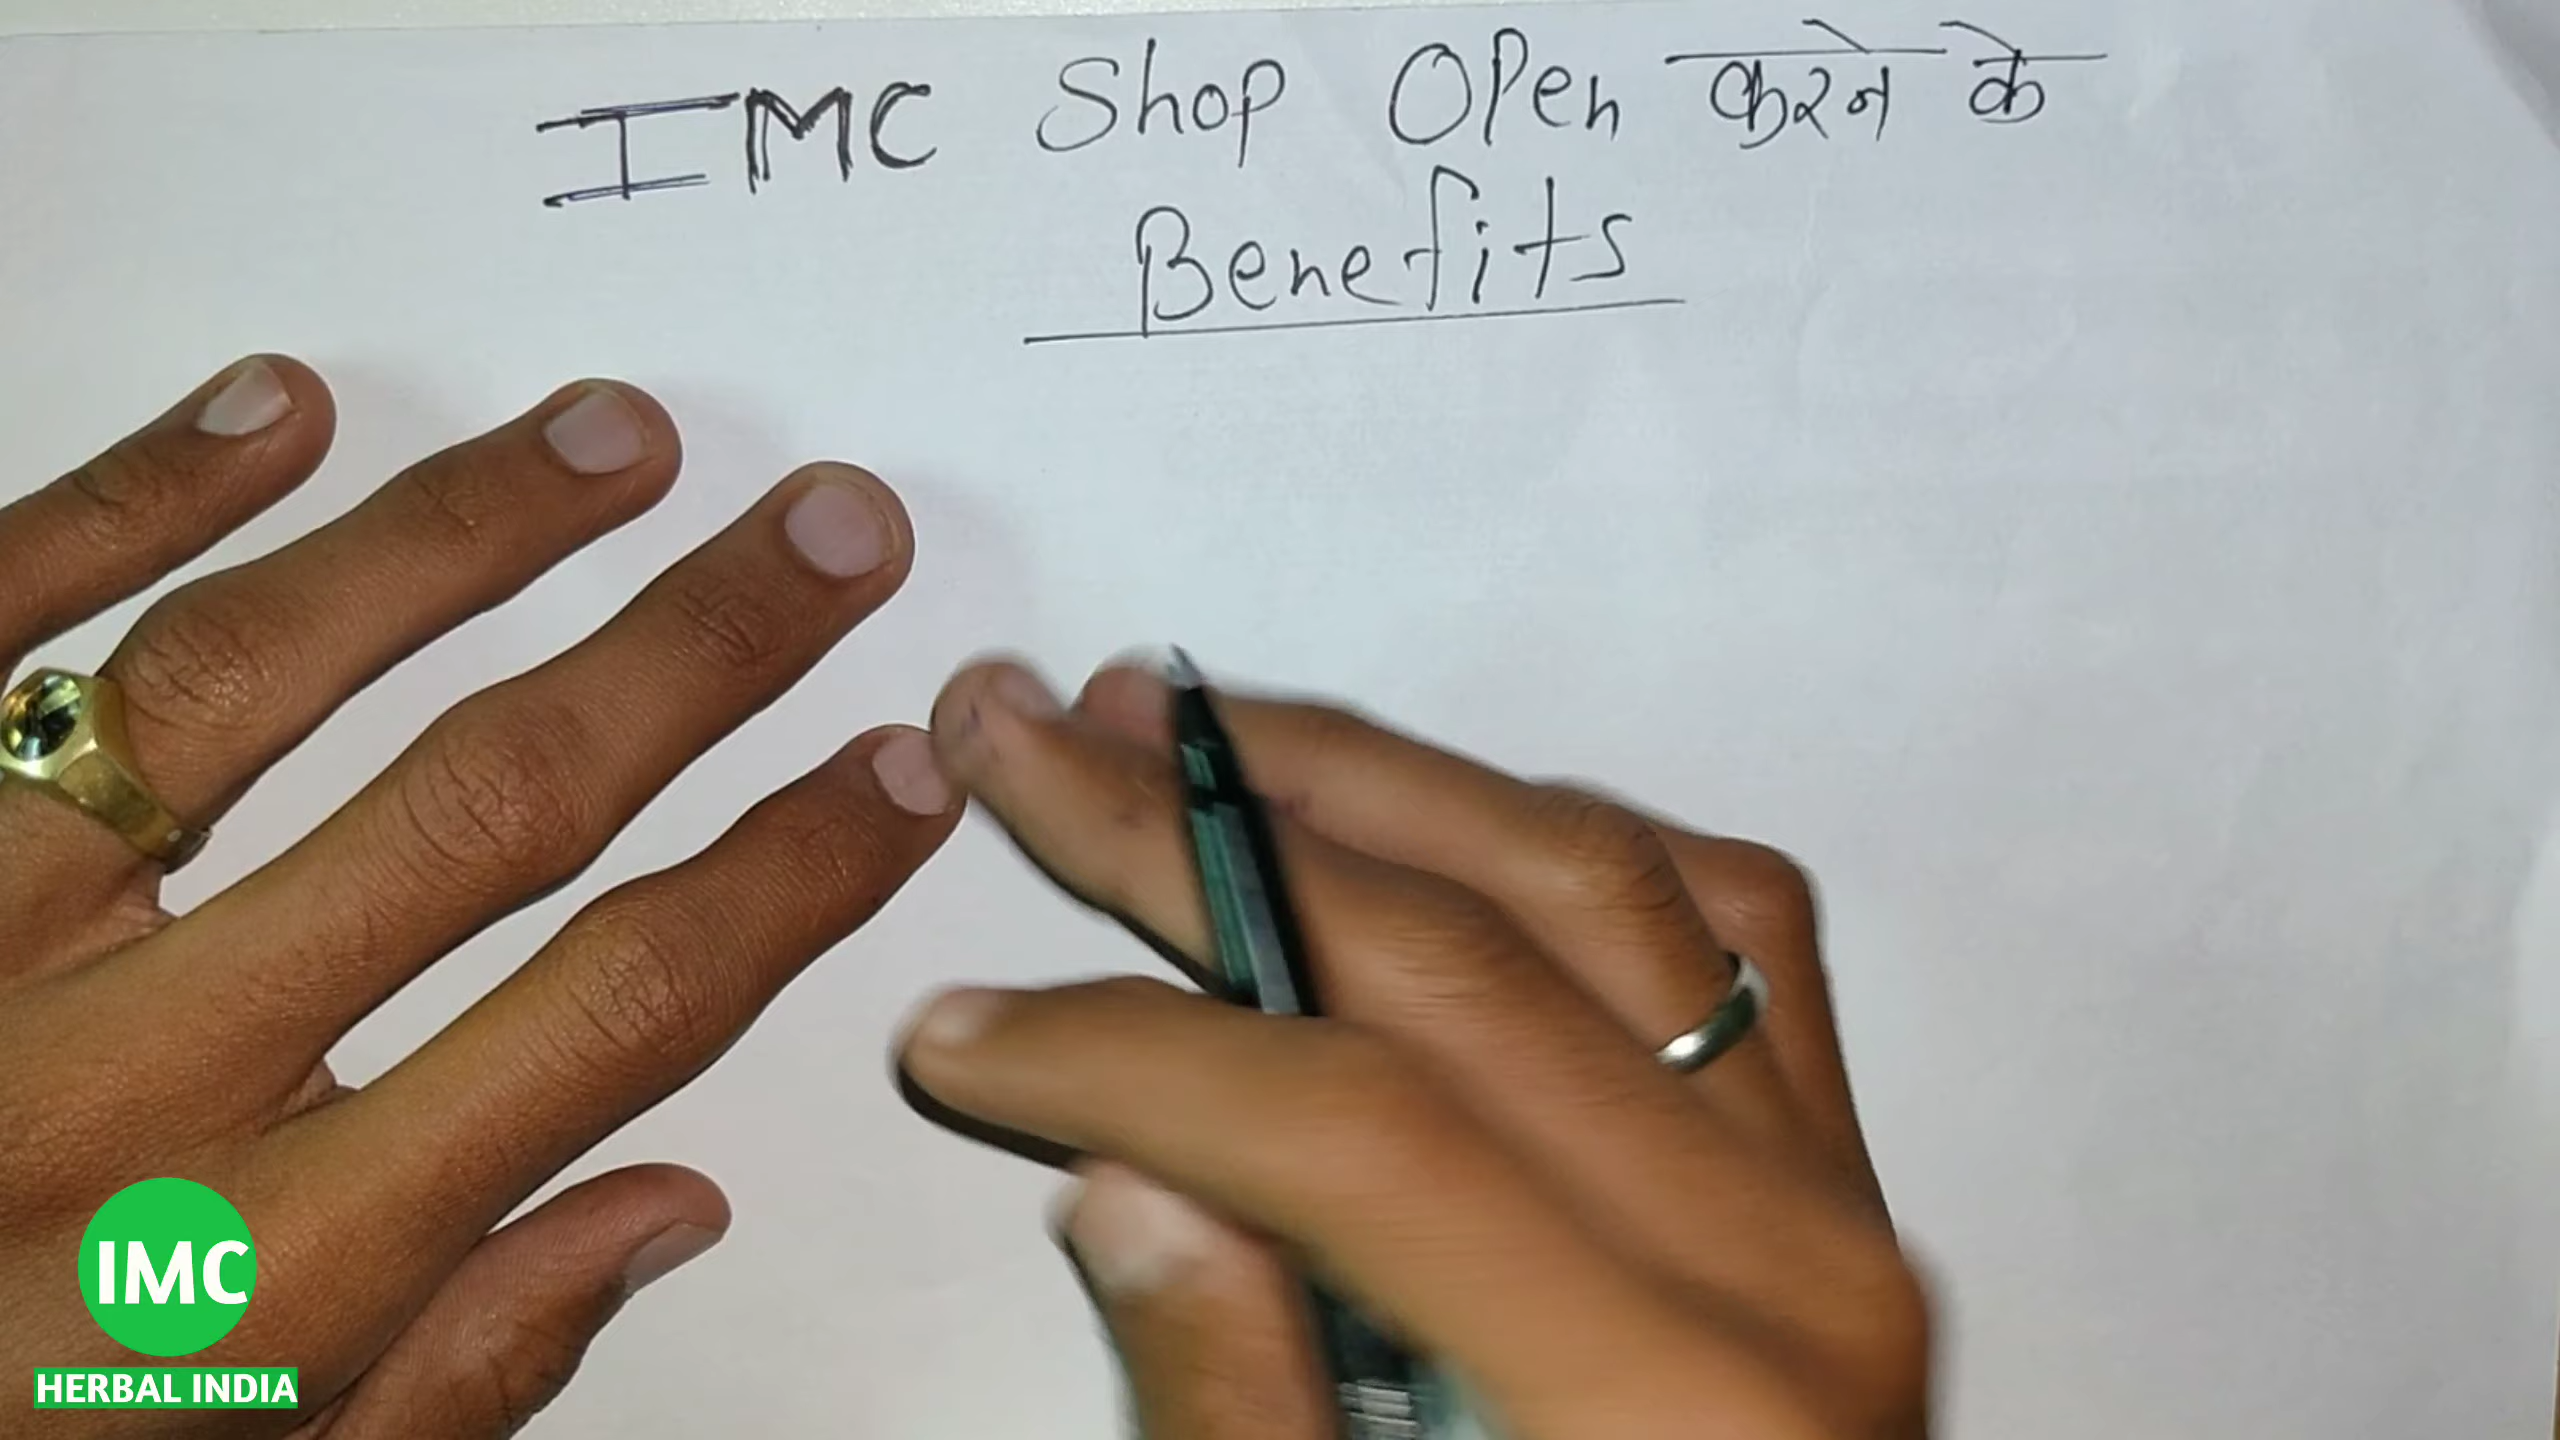 IMC Shop Open करने के
Benefits
IMC
HERBAL INDIA